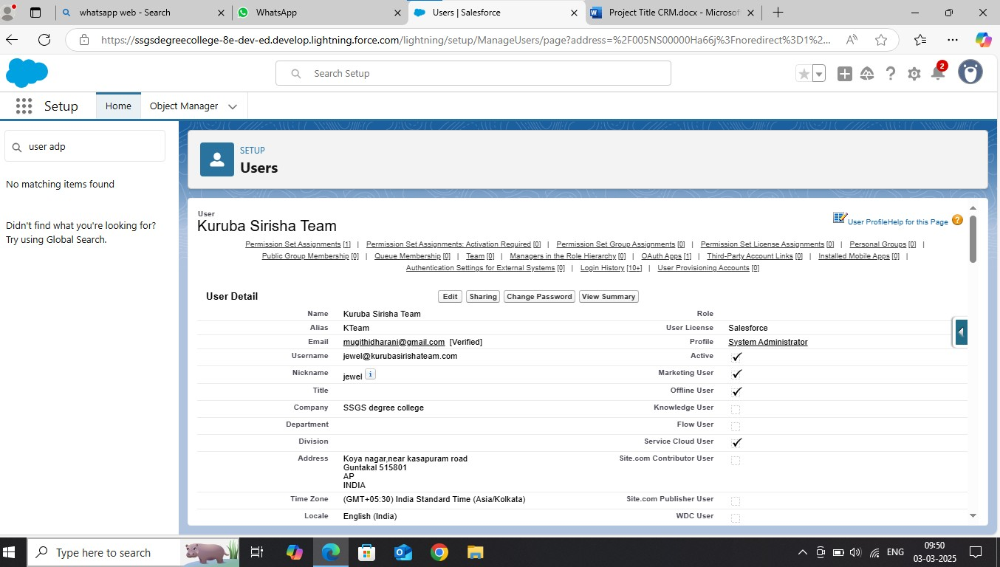 whatsapp web - Search
WhatsApp
Users | Salesforce
Project Title CRM.docx - Microsof
https://ssgsdegreecollege-8e-dev-ed.develop.lightning.force.com/lightning/setup/ManageUsers/page?address=%2F005NS00000Ha66j%3Fnoredirect%3D1%2...
Search Setup
2
Setup
Home
Object Manager
user adp
No matching items found
Didn't find what you're looking for?
Try using Global Search.
SETUP
Users
User
Kuruba Sirisha Team
User Profile Help for this Page ?
Permission Set Assignments [1] | Permission Set Assignments: Activation Required [0] | Permission Set Group Assignments [0] | Permission Set License Assignments [0] | Personal Groups [0] |
Public Group Membership [0] | Queue Membership [0] | Team [0] | Managers in the Role Hierarchy [0] | OAuth Apps [1] | Third-Party Account Links [0] | Installed Mobile Apps [0] |
Authentication Settings for External Systems [0] | Login History [10+] | User Provisioning Accounts [0]
User Detail
Edit Sharing Change Password View Summary
Name Kuruba Sirisha Team Role
Alias KTeam User License Salesforce
Email mugithidharani@gmail.com [Verified] Profile System Administrator
Username jewel@kurubasirishateam.com Active
Nickname jewel i Marketing User
Title Offline User
Company SSGS degree college Knowledge User
Department Flow User
Division Service Cloud User
Address Koya nagar,near kasapuram road Site.com Contributor User
Guntakal 515801
AP
INDIA
Time Zone (GMT+05:30) India Standard Time (Asia/Kolkata) Site.com Publisher User
Locale English (India) WDC User
Type here to search
ENG
09:50
03-03-2025